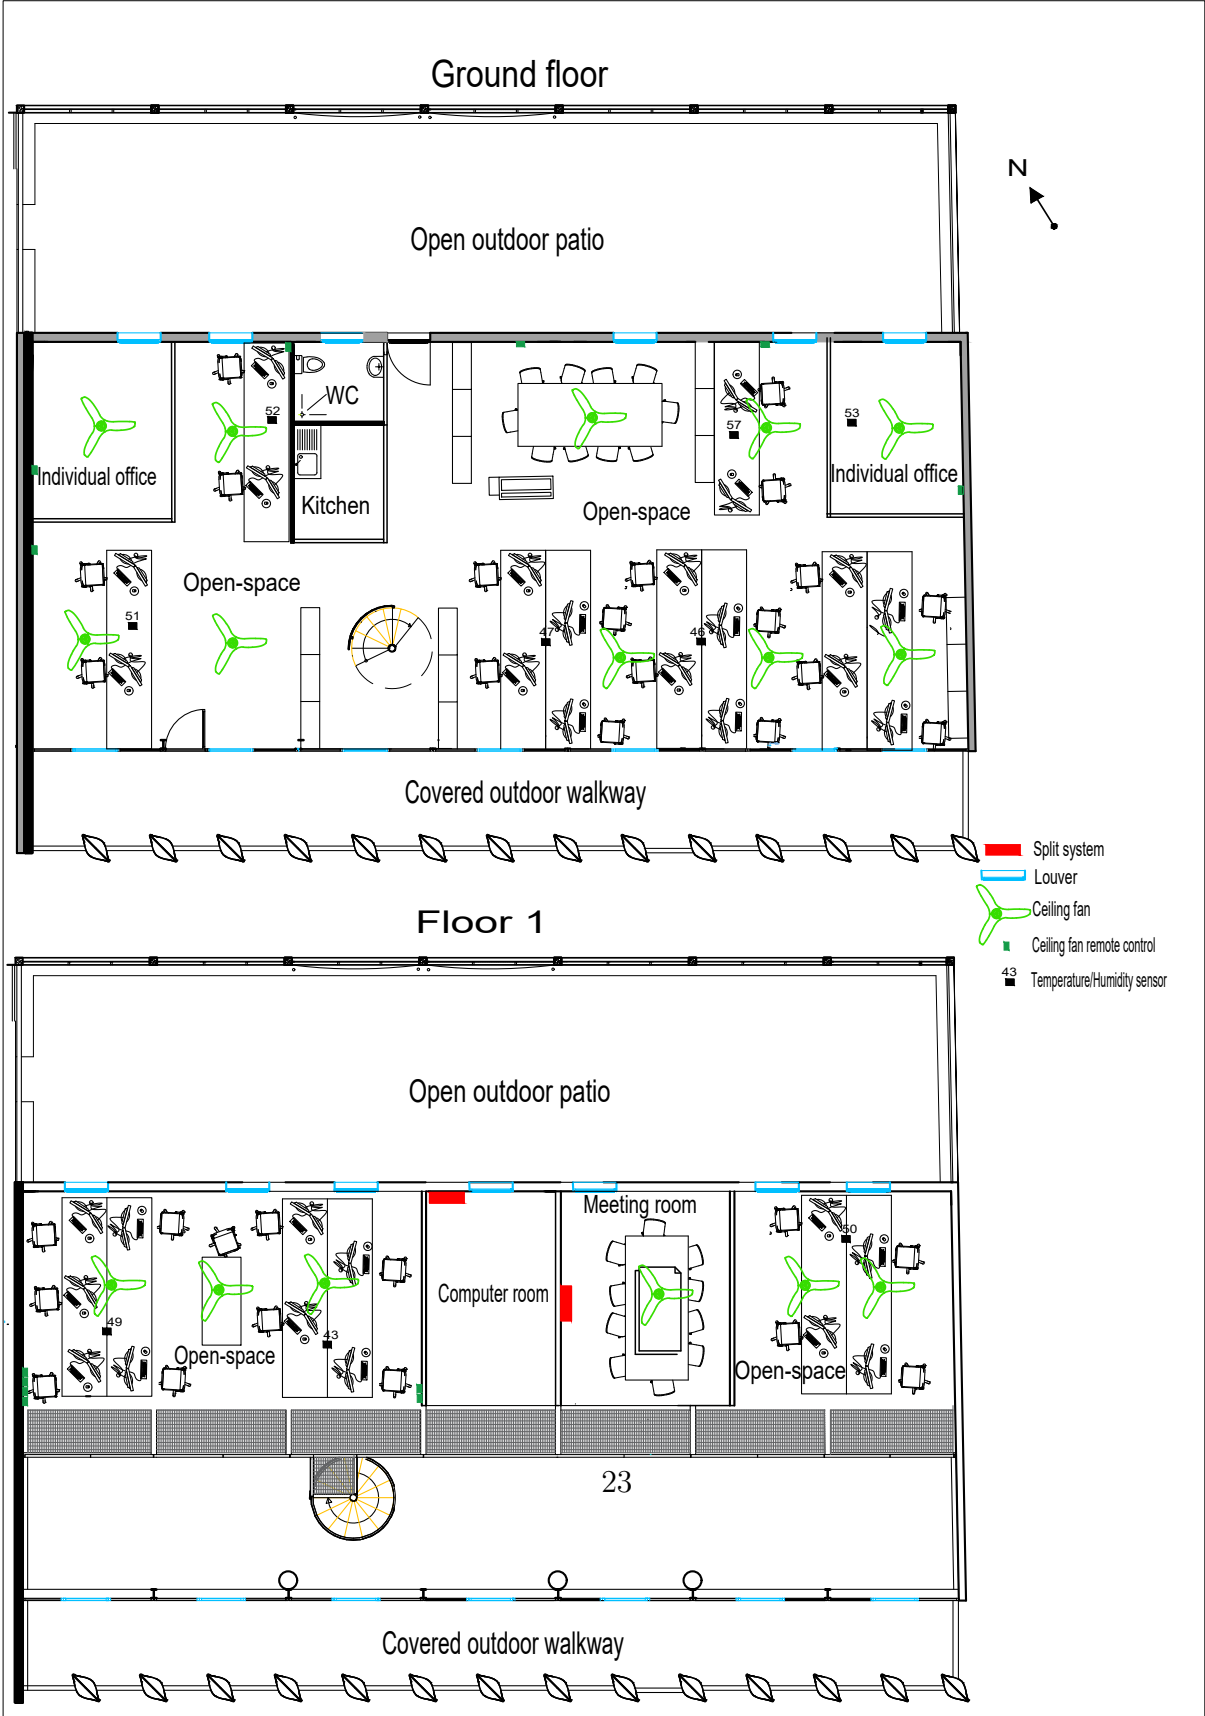 Ground floor
N
Open outdoor patio
WC
52
53
57
Individual office
Individual office
Kitchen
Open-space
Open-space
51
47
46
Covered outdoor walkway
Split system
Louver
Ceiling fan
Ceiling fan remote control
43
Temperature/Humidity sensor
Floor 1
Open outdoor patio
Meeting room
50
Computer room
49
43
Open-space
Open-space
23
Covered outdoor walkway